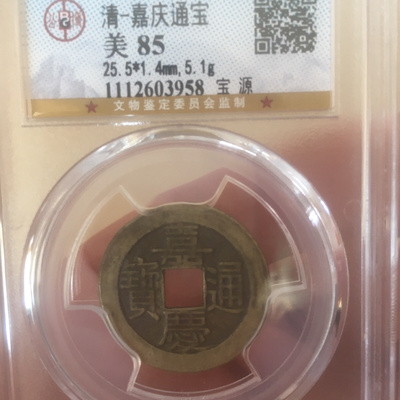 清-嘉庆通宝
美 85
25.5*1.4mm,5.1g
1112603958 宝 源
文物鉴定委员会监制
嘉慶通寶